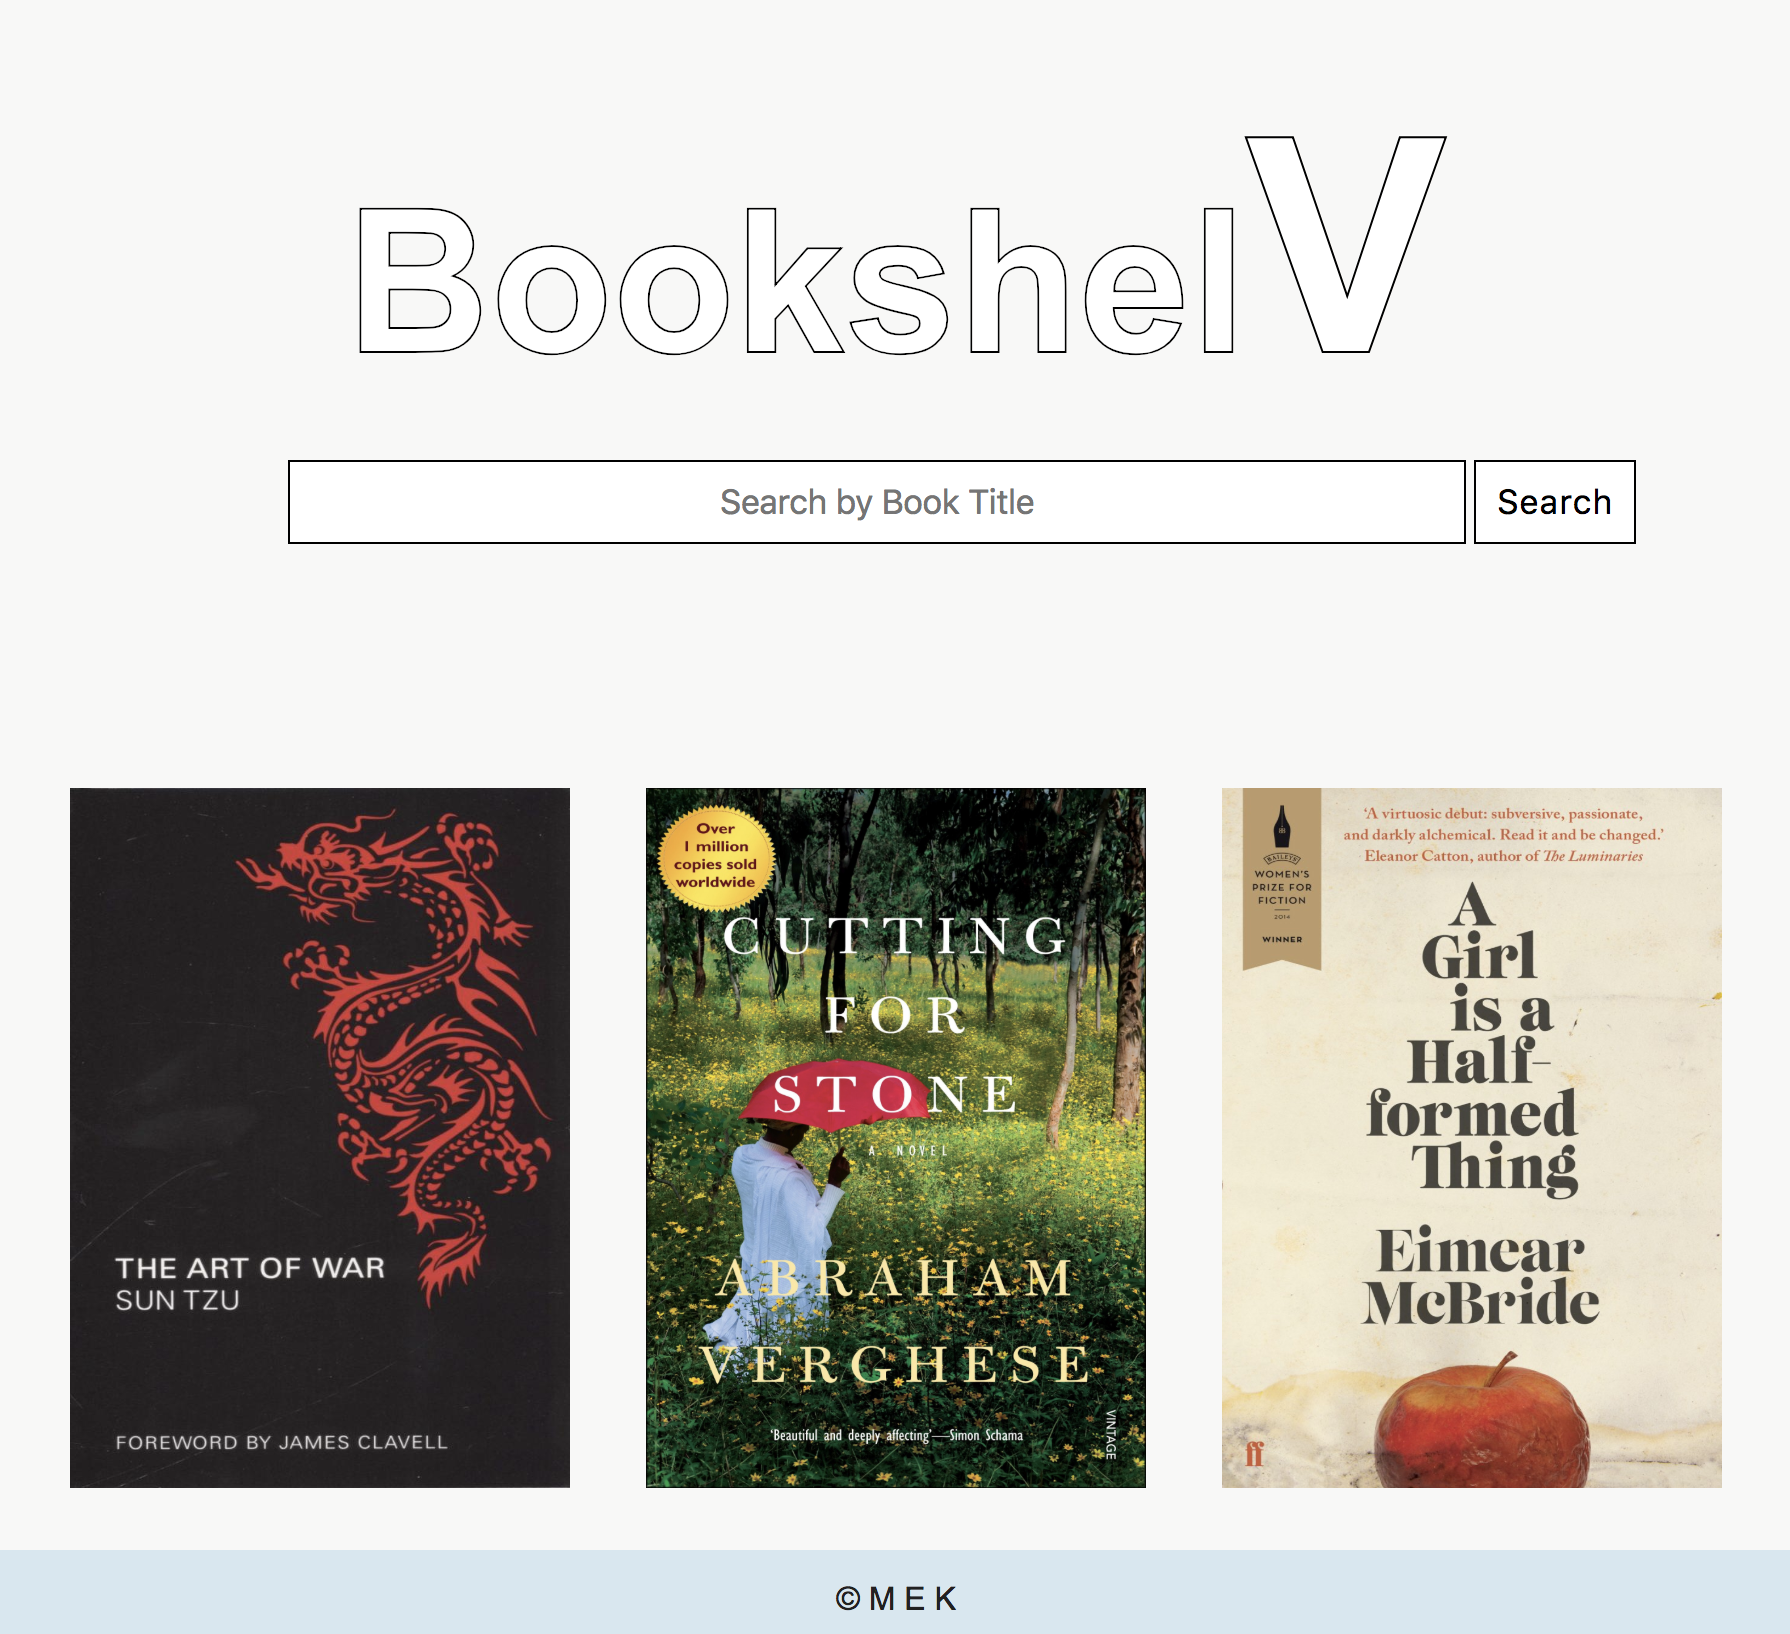 BookshelV
Search by Book Title
Search
THE ART OF WAR
SUN TZU
FOREWORD BY JAMES CLAVELL
Over
1 million
copies sold
worldwide
CUTTING
FOR
STONE
A NOVEL
ABRAHAM
VERGHESE
'Beautiful and deeply affecting'—Simon Schama
VINTAGE
BAILEYS
WOMEN'S
PRIZE FOR
FICTION
2014
WINNER
'A virtuosic debut: subversive, passionate,
and darkly alchemical. Read it and be changed.'
Eleanor Catton, author of The Luminaries
A
Girl
is a
Half-
formed
Thing
Eimear
McBride
ff
©MEK